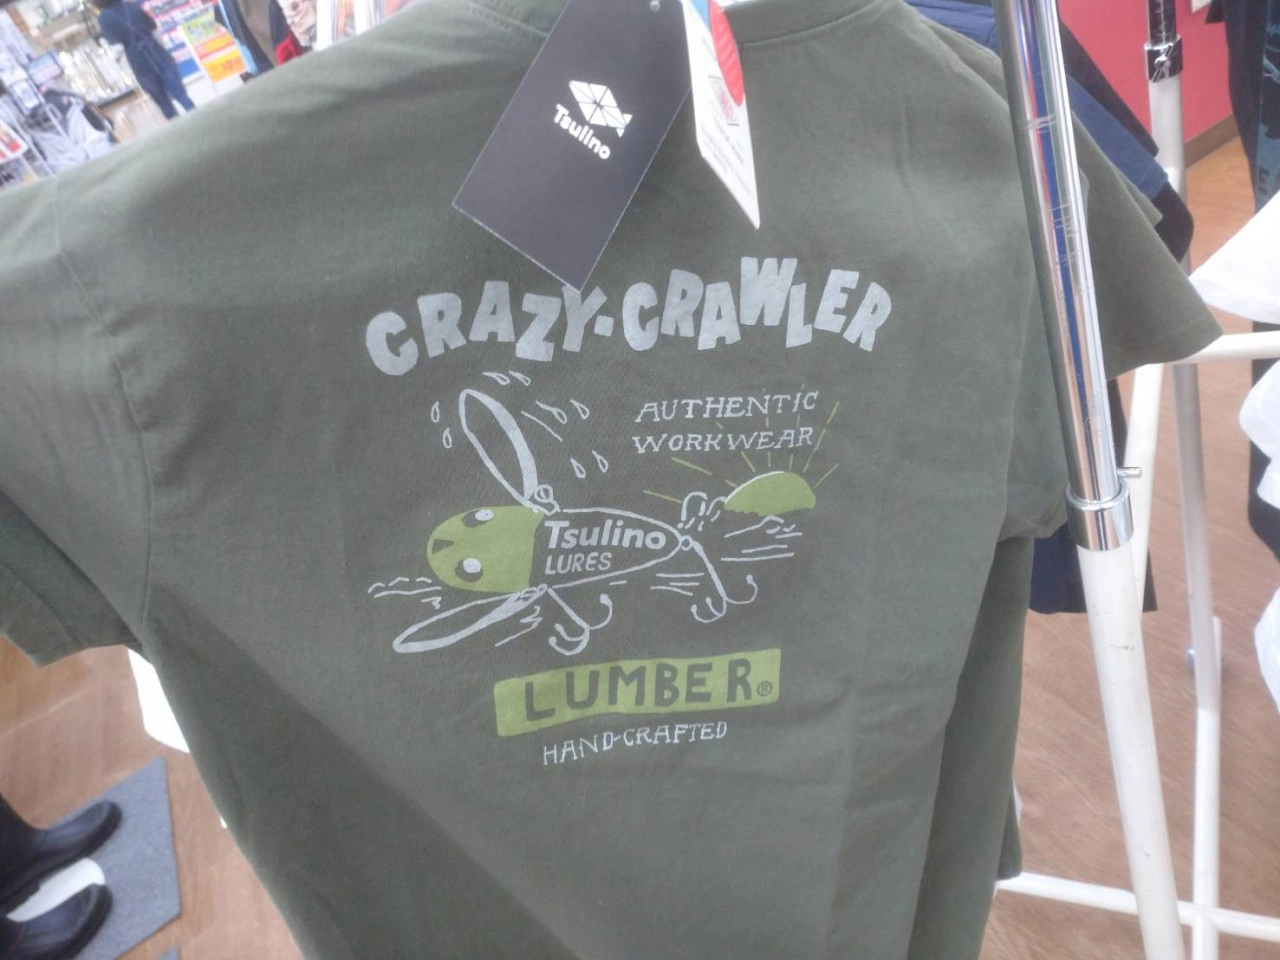 Tsulino
CRAZY-CRAWLER
AUTHENTIC
WORKWEAR
Tsulino
LURES
LUMBER®
HAND-CRAFTED